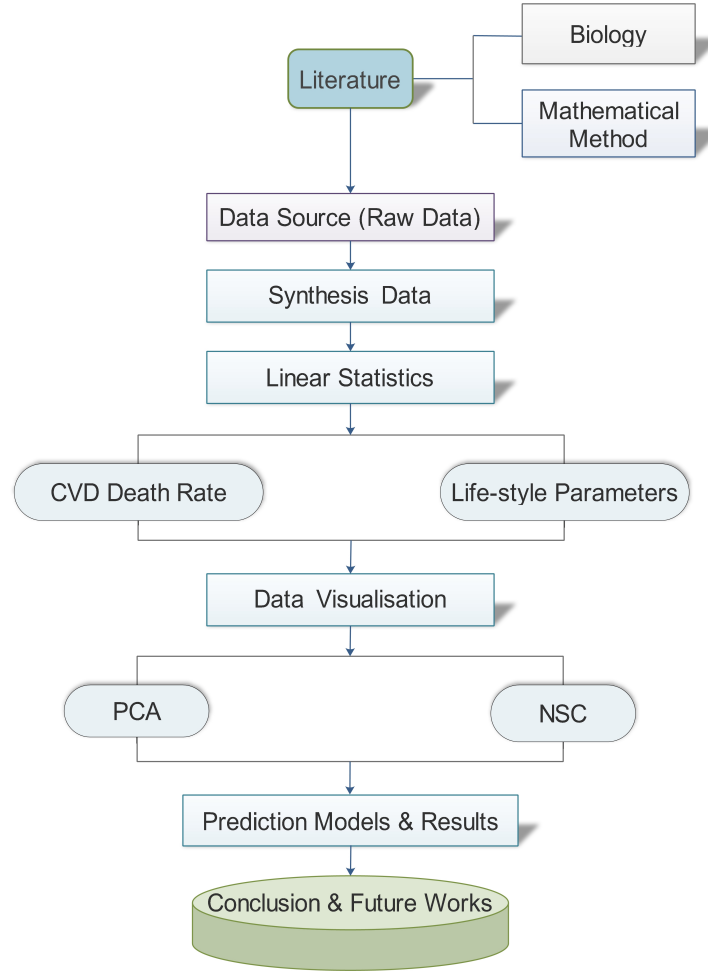 Biology
Literature
Mathematical
Method
Data Source (Raw Data)
Synthesis Data
Linear Statistics
CVD Death Rate
Life-style Parameters
Data Visualisation
PCA
NSC
Prediction Models & Results
Conclusion & Future Works